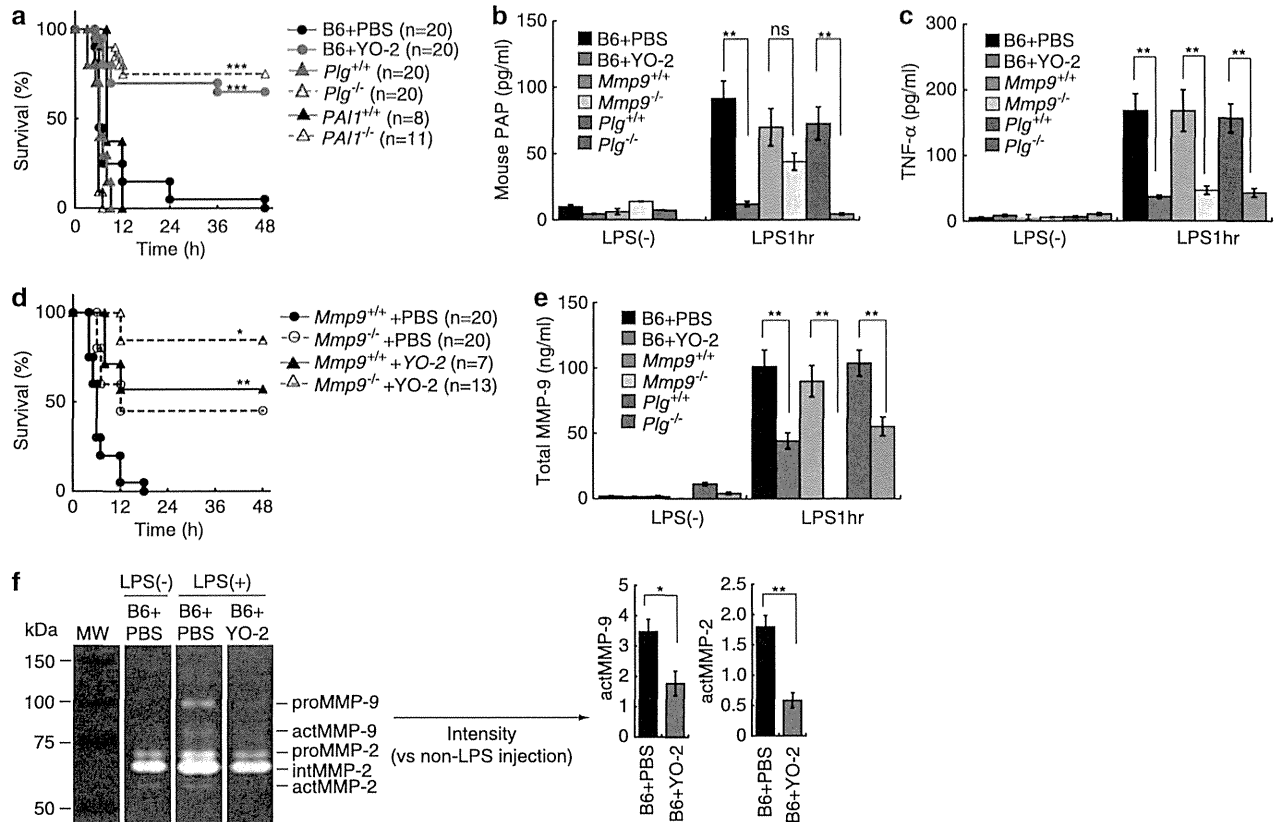 a
Survival (%)
100
50
0
0 12 24 36 48
Time (h)
***
***
B6+PBS (n=20)
B6+YO-2 (n=20)
Plg+/+ (n=20)
Plg-/- (n=20)
PAI1+/+ (n=8)
PAI1-/- (n=11)
b
Mouse PAP (pg/ml)
150
100
50
0
B6+PBS
B6+YO-2
Mmp9+/+
Mmp9-/-
Plg+/+
Plg-/-
** ns **
LPS(-) LPS1hr
c
TNF-α (pg/ml)
300
200
100
0
B6+PBS
B6+YO-2
Mmp9+/+
Mmp9-/-
Plg+/+
Plg-/-
** ** **
LPS(-) LPS1hr
d
Survival (%)
100
50
0
0 12 24 36 48
Time (h)
*
**
Mmp9+/+ +PBS (n=20)
Mmp9-/- +PBS (n=20)
Mmp9+/+ +YO-2 (n=7)
Mmp9-/- +YO-2 (n=13)
e
Total MMP-9 (ng/ml)
150
100
50
0
B6+PBS
B6+YO-2
Mmp9+/+
Mmp9-/-
Plg+/+
Plg-/-
** ** **
LPS(-) LPS1hr
f
LPS(-) LPS(+)
B6+ B6+ B6+
kDa MW PBS PBS YO-2
150
100
75
50
proMMP-9
actMMP-9
proMMP-2
intMMP-2
actMMP-2
Intensity
(vs non-LPS injection)
actMMP-9
5
4
3
2
1
0
*
B6+PBS
B6+YO-2
actMMP-2
2.5
2.0
1.5
1.0
0.5
0
**
B6+PBS
B6+YO-2